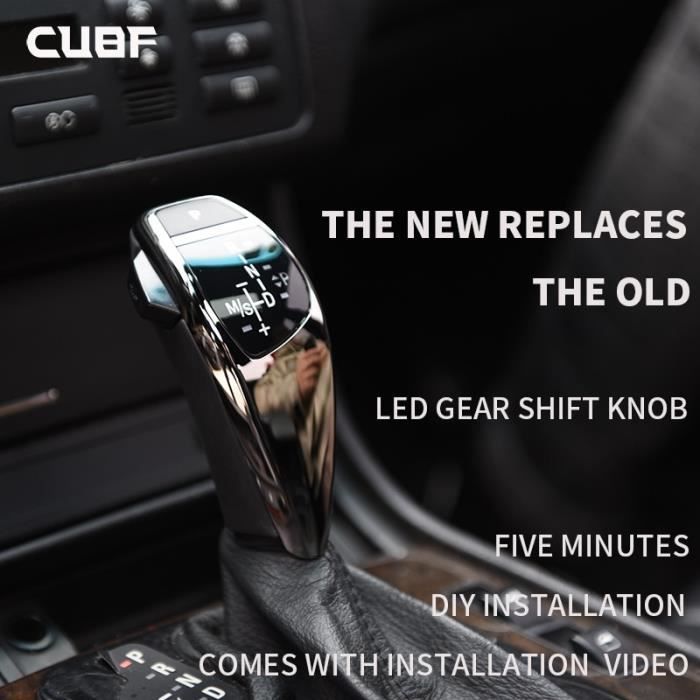 CUBF
P
THE NEW REPLACES
THE OLD
R
N
P
M/S D
+
LED GEAR SHIFT KNOB
FIVE MINUTES
DIY INSTALLATION
COMES WITH INSTALLATION VIDEO
P
R
N
D